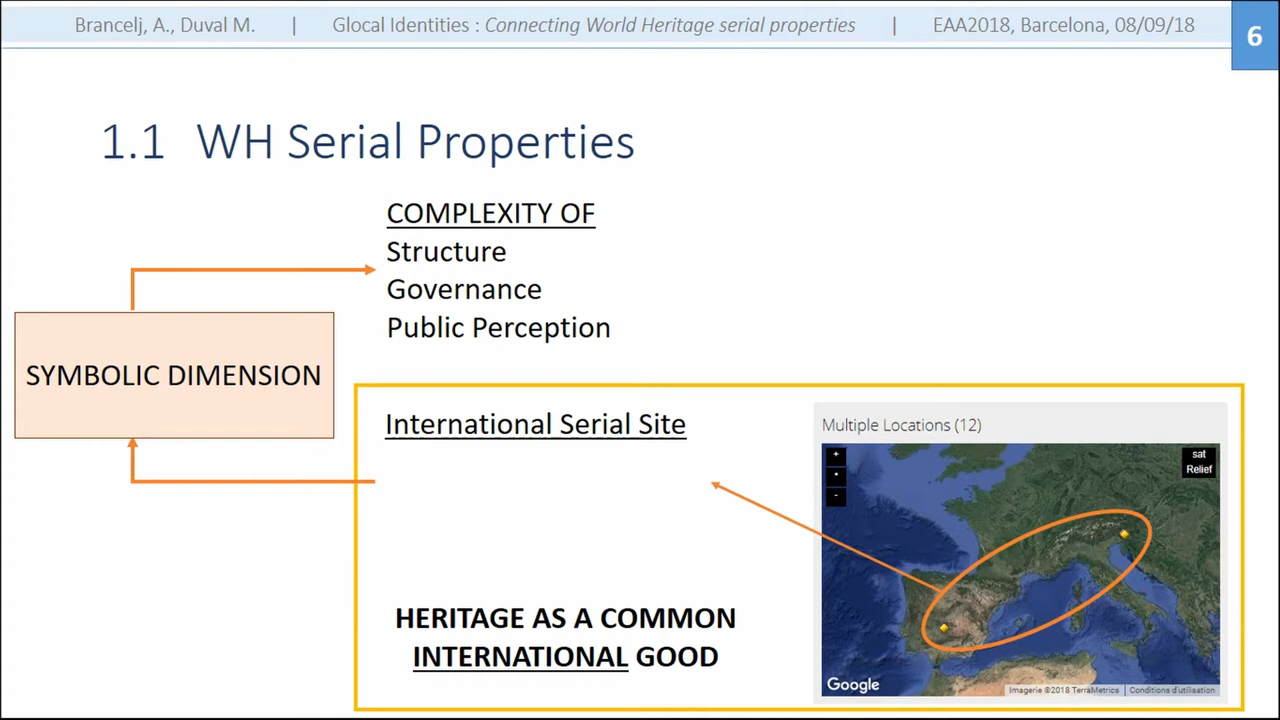 Brancelj, A., Duval M. | Glocal Identities : Connecting World Heritage serial properties | EAA2018, Barcelona, 08/09/18
6
1.1 WH Serial Properties
COMPLEXITY OF
Structure
Governance
Public Perception
SYMBOLIC DIMENSION
International Serial Site
Multiple Locations (12)
+
-
sat
Relief
HERITAGE AS A COMMON
INTERNATIONAL GOOD
Google
Imagerie ©2018 TerraMetrics
Conditions d'utilisation